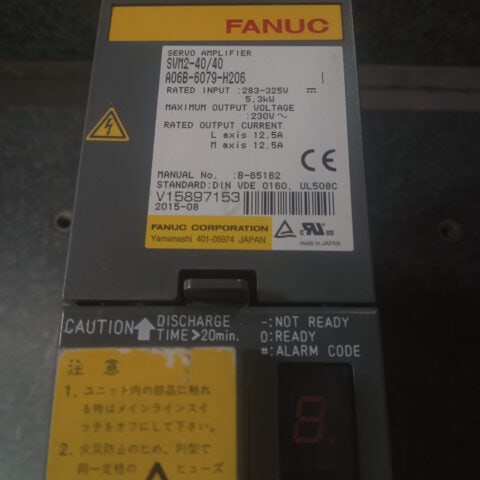 FANUC
SERVO AMPLIFIER
SVM2-40/40
A06B-6079-H206 I
RATED INPUT :283-325V ⎓
5.3kW
MAXIMUM OUTPUT VOLTAGE
:230V ~
RATED OUTPUT CURRENT
L axis 12.5A
M axis 12.5A
CE
MANUAL No. :B-65162
STANDARD:DIN VDE 0160, UL508C
V15897153
2015-08
FANUC CORPORATION
Yamanashi 401-05974 JAPAN
c RU US
made in JAPAN
CAUTION DISCHARGE TIME>20min.
-:NOT READY
0:READY
#:ALARM CODE
8.
注 意
1. ユニット内の部品に触れ
る時はメインラインスイ
ッチをオフにして下さい。
2. 火災防止のため、同型で
同一定格の ヒューズ